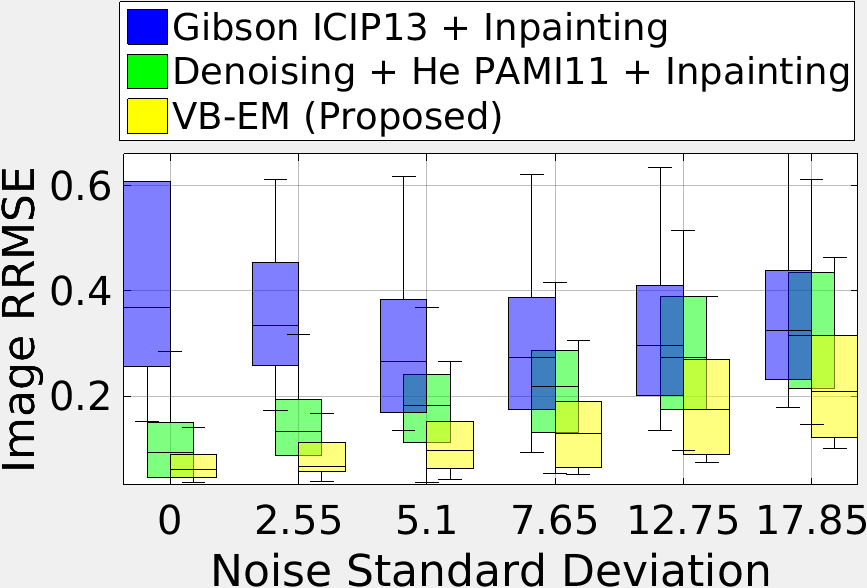 Gibson ICIP13 + Inpainting
Denoising + He PAMI11 + Inpainting
VB-EM (Proposed)
Image RRMSE
0.6
0.4
0.2
0 2.55 5.1 7.65 12.75 17.85
Noise Standard Deviation